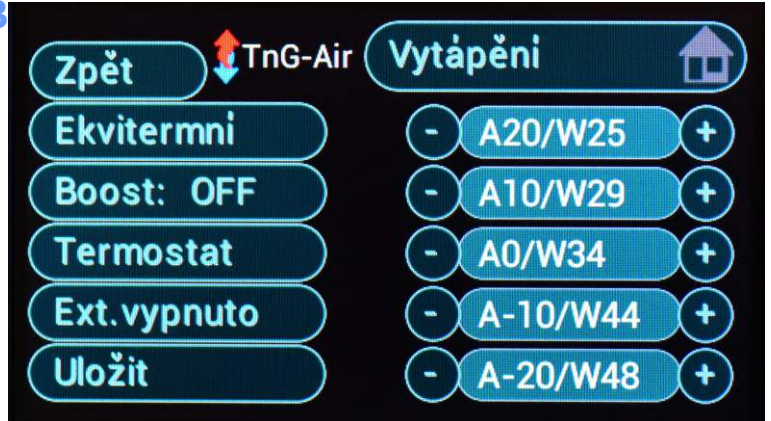 Zpět TnG-Air Vytápění
Ekvitermní - A20/W25 +
Boost: OFF - A10/W29 +
Termostat - A0/W34 +
Ext.vypnuto - A-10/W44 +
Uložit - A-20/W48 +